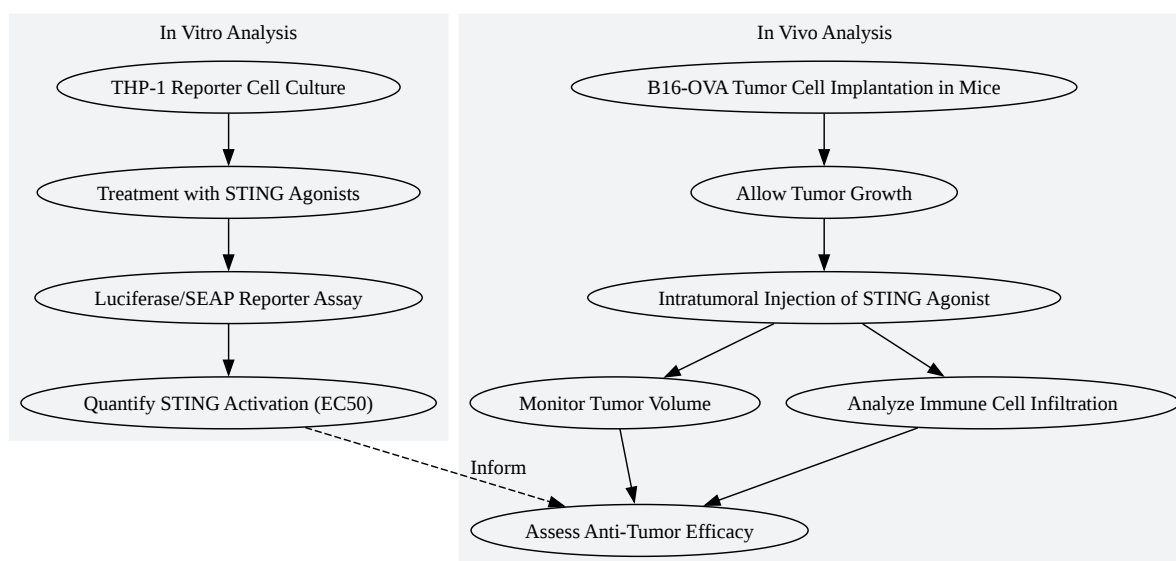 In Vitro Analysis
THP-1 Reporter Cell Culture
Treatment with STING Agonists
Luciferase/SEAP Reporter Assay
Quantify STING Activation (EC50)
Inform
In Vivo Analysis
B16-OVA Tumor Cell Implantation in Mice
Allow Tumor Growth
Intratumoral Injection of STING Agonist
Monitor Tumor Volume
Analyze Immune Cell Infiltration
Assess Anti-Tumor Efficacy